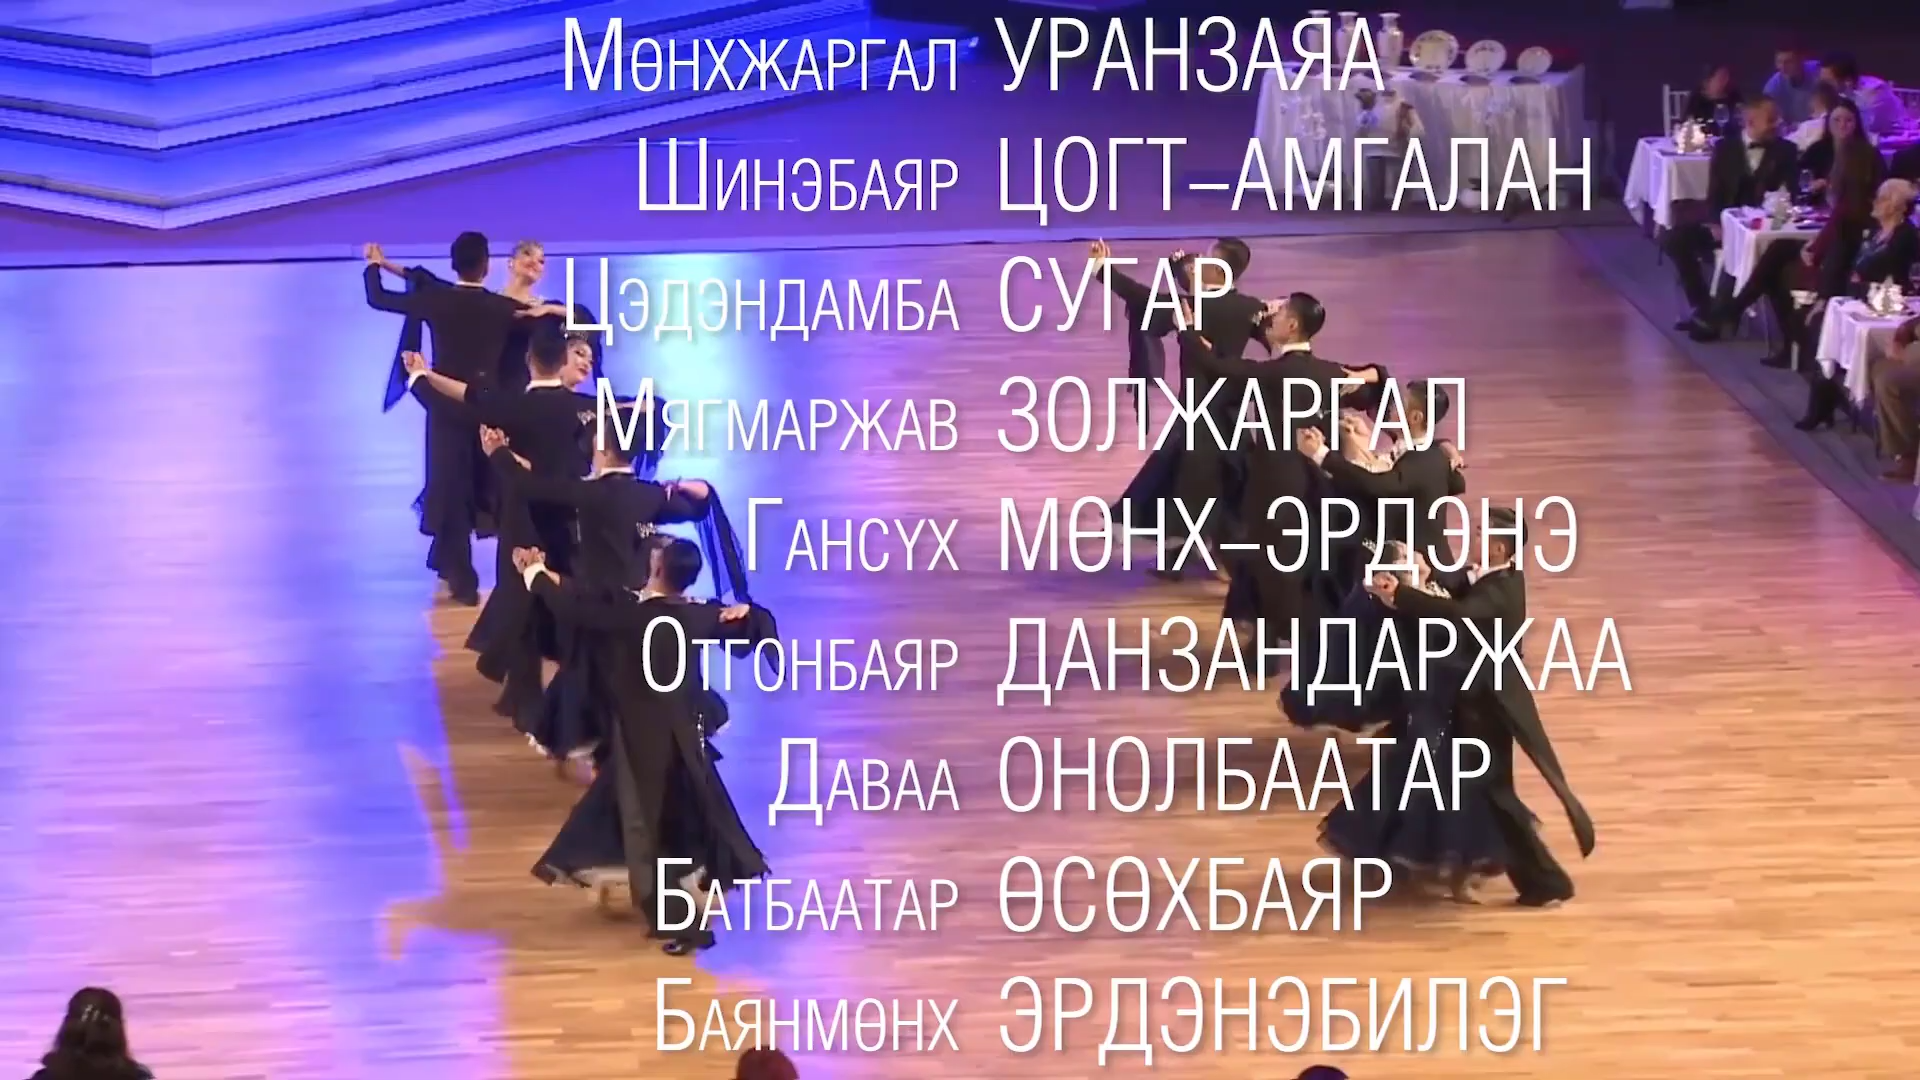 Мөнхжаргал УРАНЗАЯА
Шинэбаяр ЦОГТ-АМГАЛАН
Цэдэндамба СУГАР
Мягмаржав ЗОЛЖАРГАЛ
Гансүх МӨНХ-ЭРДЭНЭ
Отгонбаяр ДАНЗАНДАРЖАА
Даваа ОНОЛБААТАР
Батбаатар ӨСӨХБАЯР
Баянмөнх ЭРДЭНЭБИЛЭГ